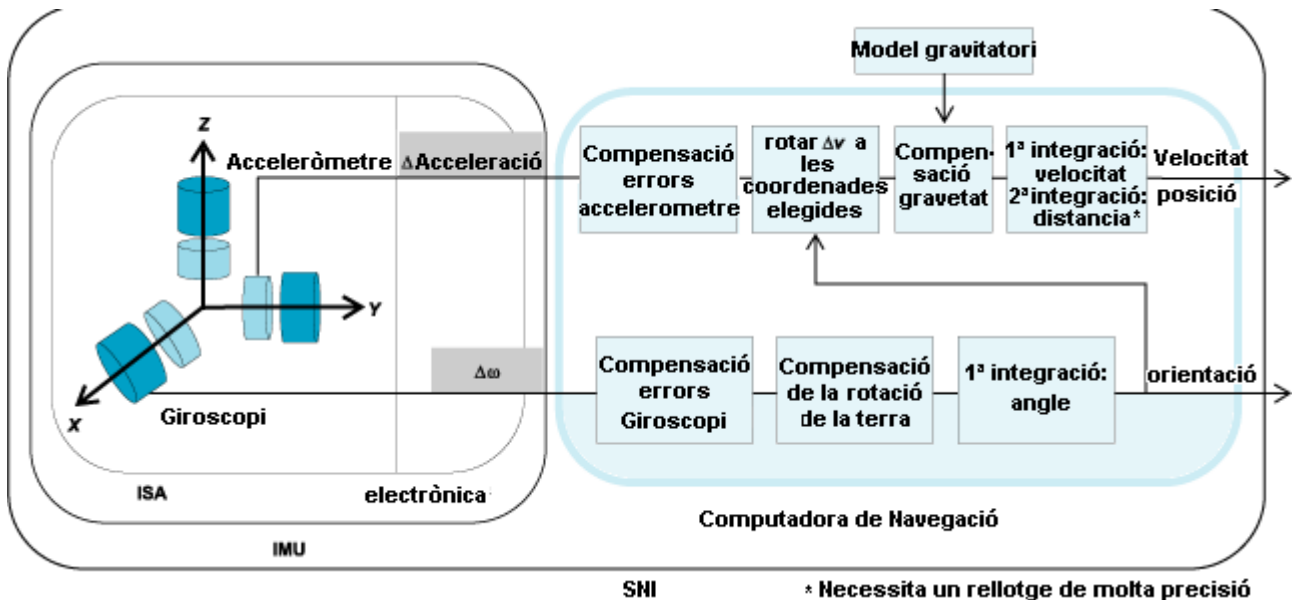 Model gravitatori
Z
Acceleròmetre
ΔAcceleració
Compensació
errors
accelerometre
rotar Δv a
les
coordenades
elegides
Compen-
sació
gravetat
1ª integració:
velocitat
2ª integració:
distancia*
Velocitat
posició
Y
X
Giroscopi
Δω
Compensació
errors
Giroscopi
Compensació
de la rotació
de la terra
1ª integració:
angle
orientació
ISA
electrònica
IMU
Computadora de Navegació
SNI
* Necessita un rellotge de molta precisió